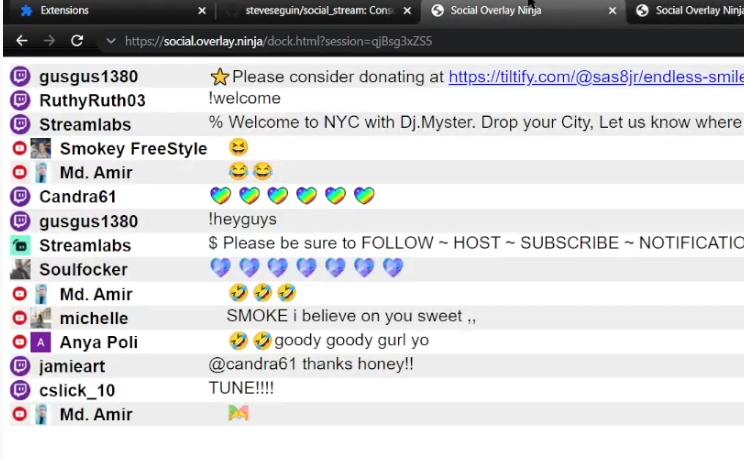 Extensions
steveseguin/social_stream: Cons
Social Overlay Ninja
Social Overlay Ninja
https://social.overlay.ninja/dock.html?session=qjBsg3xZS5
gusgus1380 ⭐Please consider donating at https://tiltify.com/@sas8jr/endless-smile
RuthyRuth03 !welcome
Streamlabs % Welcome to NYC with Dj.Myster. Drop your City, Let us know where
Smokey FreeStyle 😆
Md. Amir 😂 😂
Candra61
gusgus1380 !heyguys
Streamlabs $ Please be sure to FOLLOW ~ HOST ~ SUBSCRIBE ~ NOTIFICATIO
Soulfocker
Md. Amir 🤣 🤣 🤣
michelle SMOKE i believe on you sweet ,,
A Anya Poli 🤣 🤣goody goody gurl yo
jamieart @candra61 thanks honey!!
cslick_10 TUNE!!!!
Md. Amir